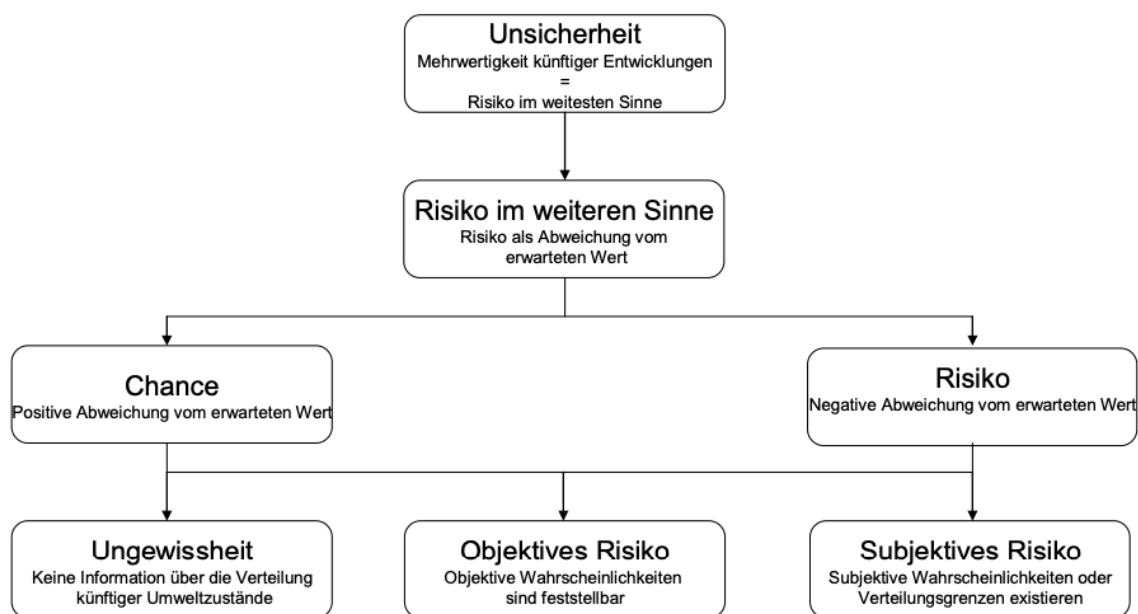 Unsicherheit
Mehrwertigkeit künftiger Entwicklungen
=
Risiko im weitesten Sinne
Risiko im weiteren Sinne
Risiko als Abweichung vom
erwarteten Wert
Chance
Positive Abweichung vom erwarteten Wert
Risiko
Negative Abweichung vom erwarteten Wert
Ungewissheit
Keine Information über die Verteilung
künftiger Umweltzustände
Objektives Risiko
Objektive Wahrscheinlichkeiten
sind feststellbar
Subjektives Risiko
Subjektive Wahrscheinlichkeiten oder
Verteilungsgrenzen existieren